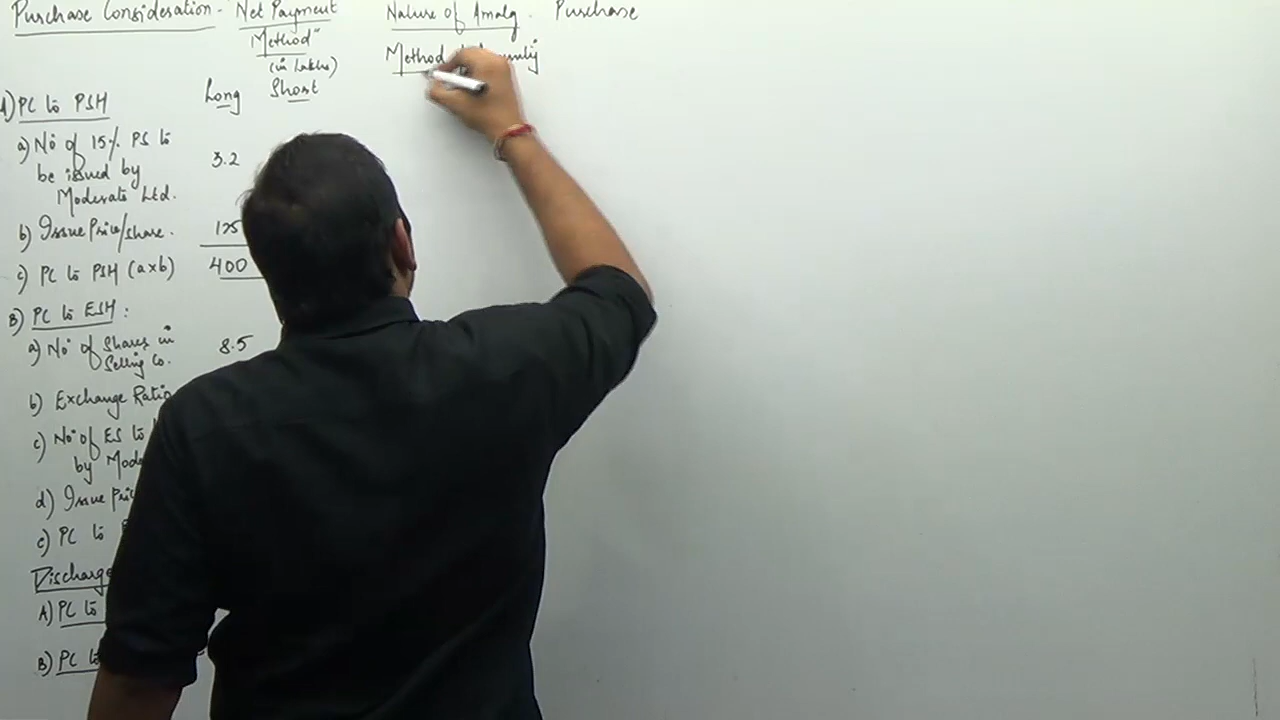 Purchase Consideration - "Net Payment Method"
(in Lakhs)
Long Short
A) PC to PSH
a) No of 15% PS to
be issued by
Moderate Ltd.
3.2
b) Issue Price/share.
125
c) PC to PSH (a×b)
400
B) PC to ESH :
a) No of Shares in
Selling Co.
8.5
b) Exchange Ratio
c) No of ES to
by
d) Issue
e) PC to
Discharge
A) PC to
B) PC to
Nature of Amalg. Purchase
Method